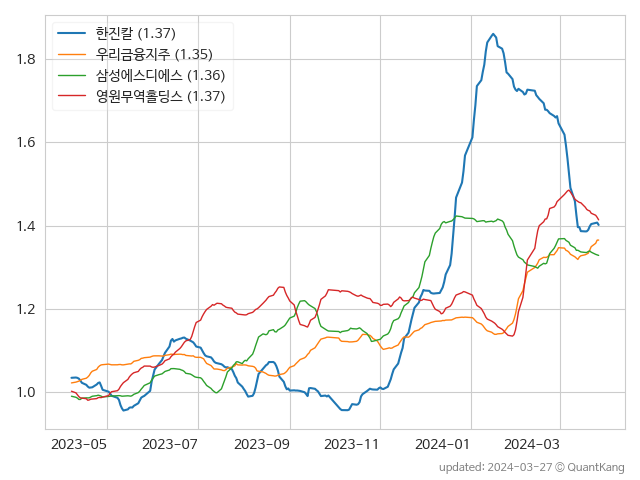 한진칼 (1.37)
우리금융지주 (1.35)
삼성에스디에스 (1.36)
영원무역홀딩스 (1.37)
1.8
1.6
1.4
1.2
1.0
2023-05 2023-07 2023-09 2023-11 2024-01 2024-03
updated: 2024-03-27 © QuantKang